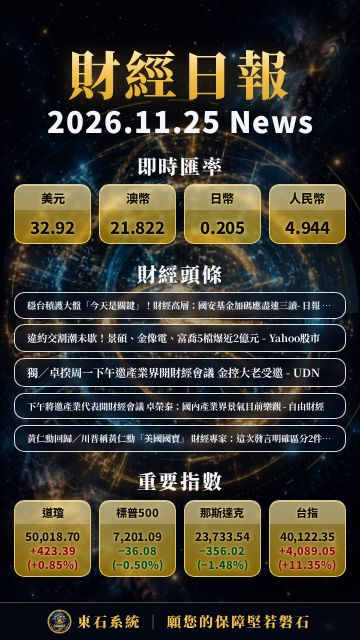 財經日報
2026.11.25 News
即時匯率
美元 澳幣 日幣 人民幣
32.92 21.822 0.205 4.944
財經頭條
穩台積護大盤「今天是關鍵」！財經高層：國安基金加碼應盡速三讀- 日報 …
違約交割潮未歇！景碩、金像電、富喬5檔爆近2億元 - Yahoo股市
獨／卓揆周一下午邀產業界開財經會議 金控大老受邀 - UDN
下午將邀產業代表開財經會議 卓榮泰：國內產業界景氣目前樂觀 - 自由財經
黃仁勳回歸／川普稱黃仁勳「美國國寶」 財經專家：這次發言明確區分2件…
重要指數
道瓊 標普500 那斯達克 台指
50,018.70 7,201.09 23,733.54 40,122.35
+423.39 −36.08 −356.02 +4,089.05
(+0.85%) (−0.50%) (−1.48%) (+11.35%)
東石系統 ｜ 願您的保障堅若磐石